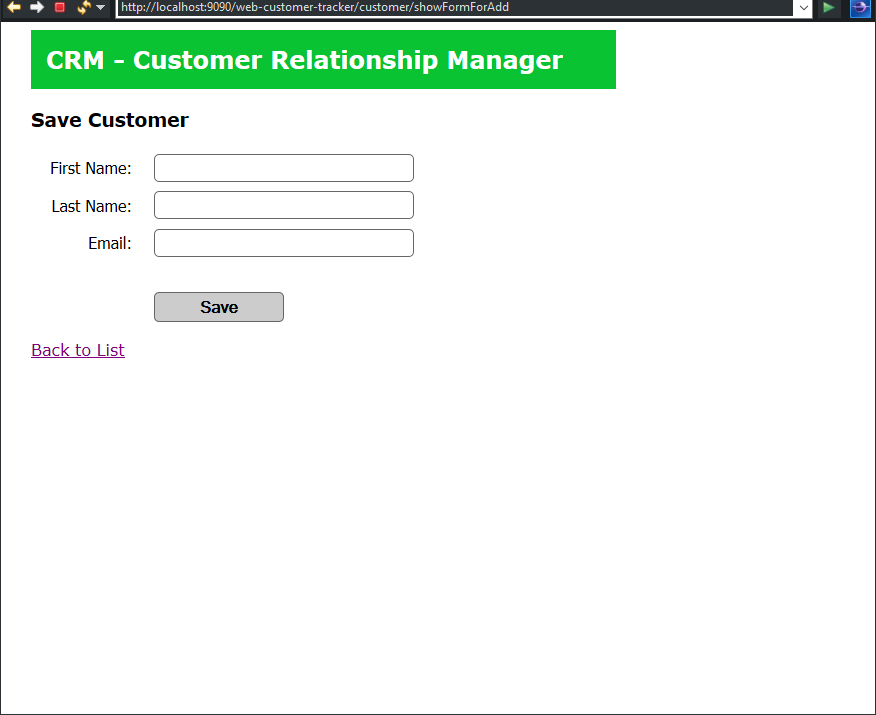 http://localhost:9090/web-customer-tracker/customer/showFormForAdd
CRM - Customer Relationship Manager
Save Customer
First Name:
Last Name:
Email:
Save
Back to List